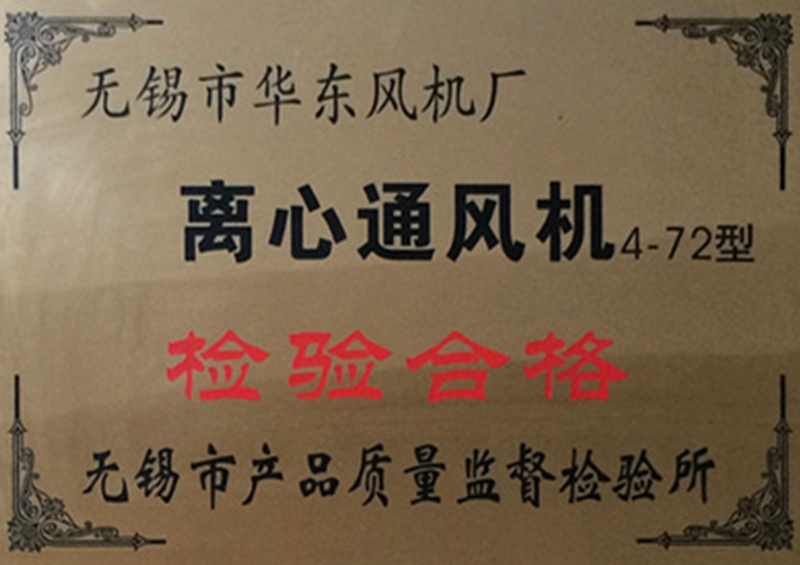 无锡市华东风机厂
离心通风机4-72型
检验合格
无锡市产品质量监督检验所